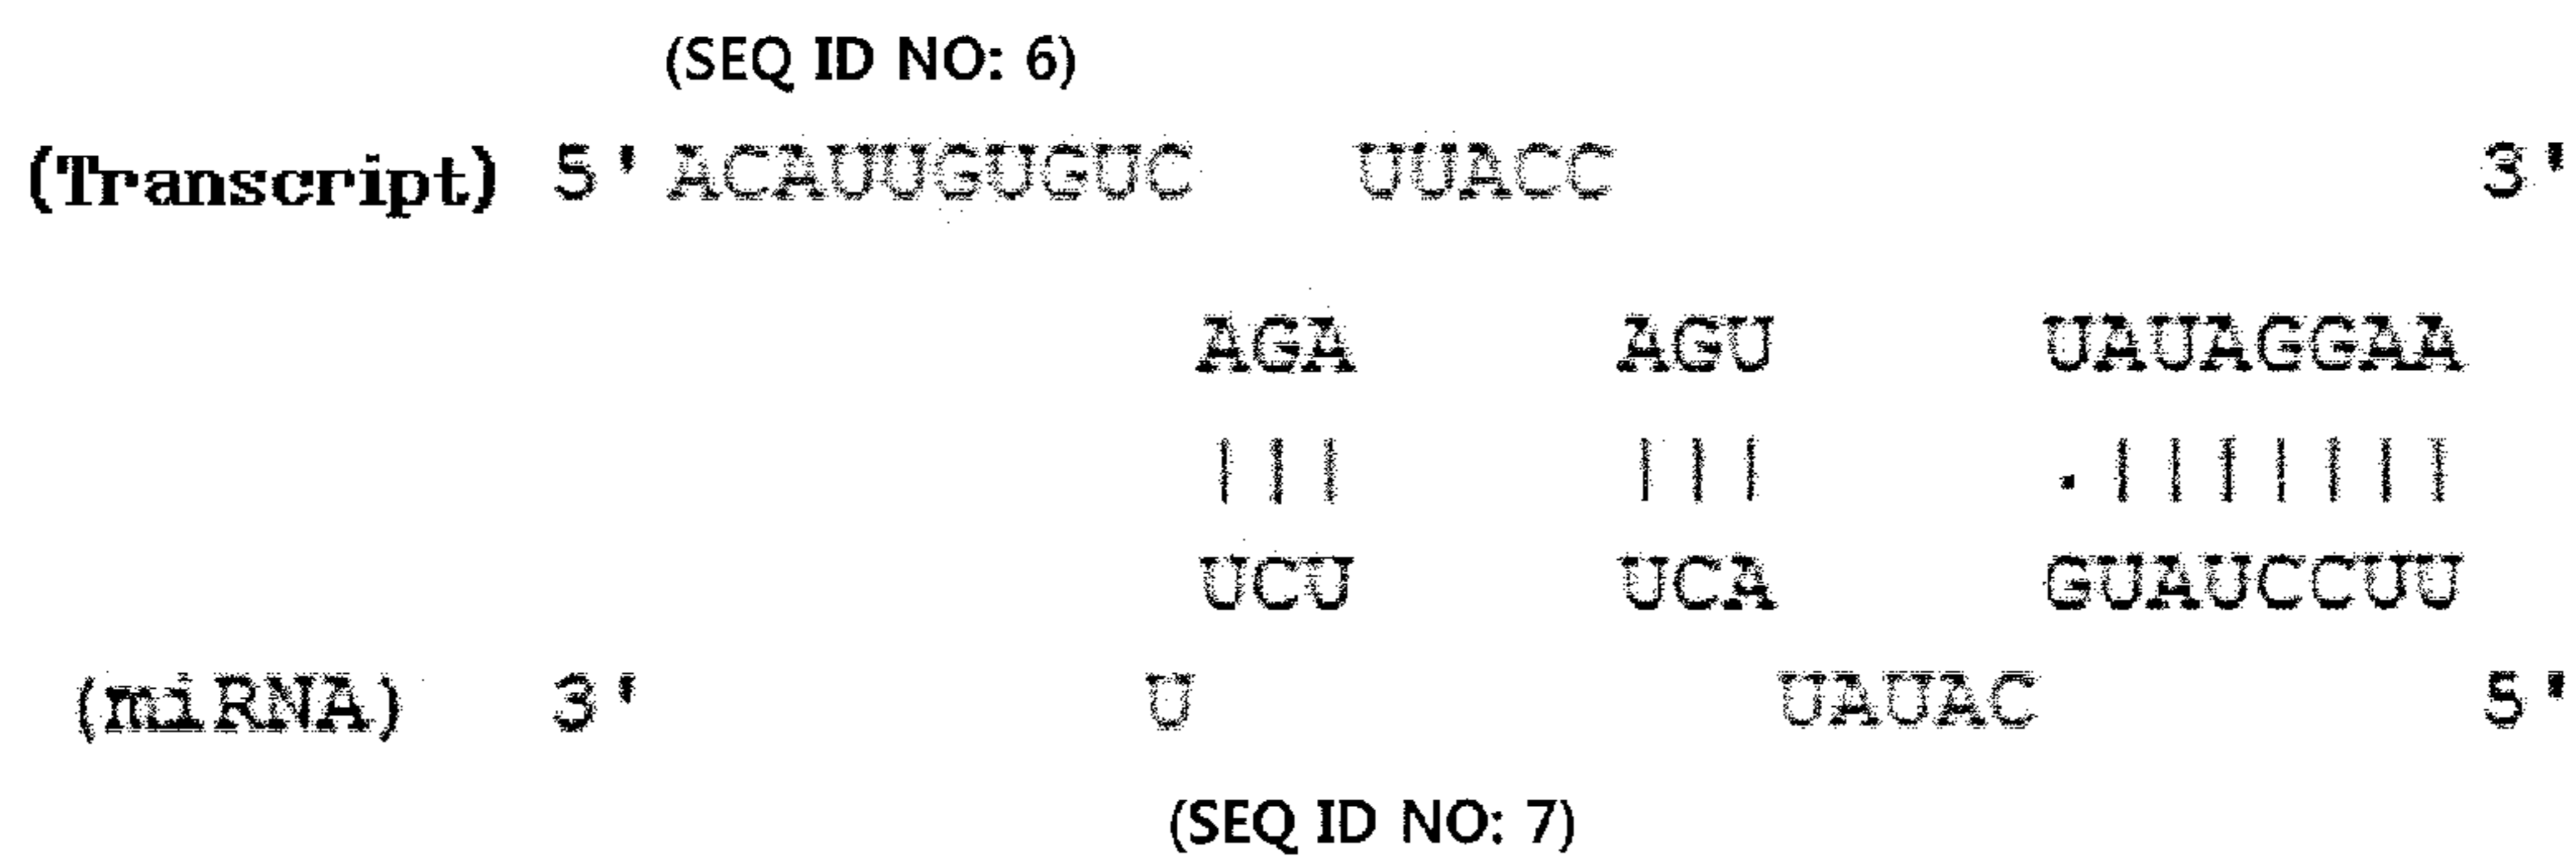 (SEQ ID NO: 6)
(Transcript) 5' ACAUUGUGUC UUACC 3'
AGA AGU UAUAGGAA
||| ||| .|||||||
UCU UCA GUAUCCUU
(miRNA) 3' U UAUAC 5'
(SEQ ID NO: 7)